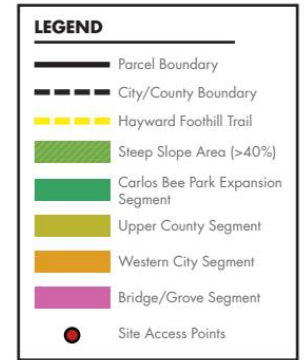 LEGEND
Parcel Boundary
City/County Boundary
Hayward Foothill Trail
Steep Slope Area (>40%)
Carlos Bee Park Expansion
Segment
Upper County Segment
Western City Segment
Bridge/Grove Segment
Site Access Points